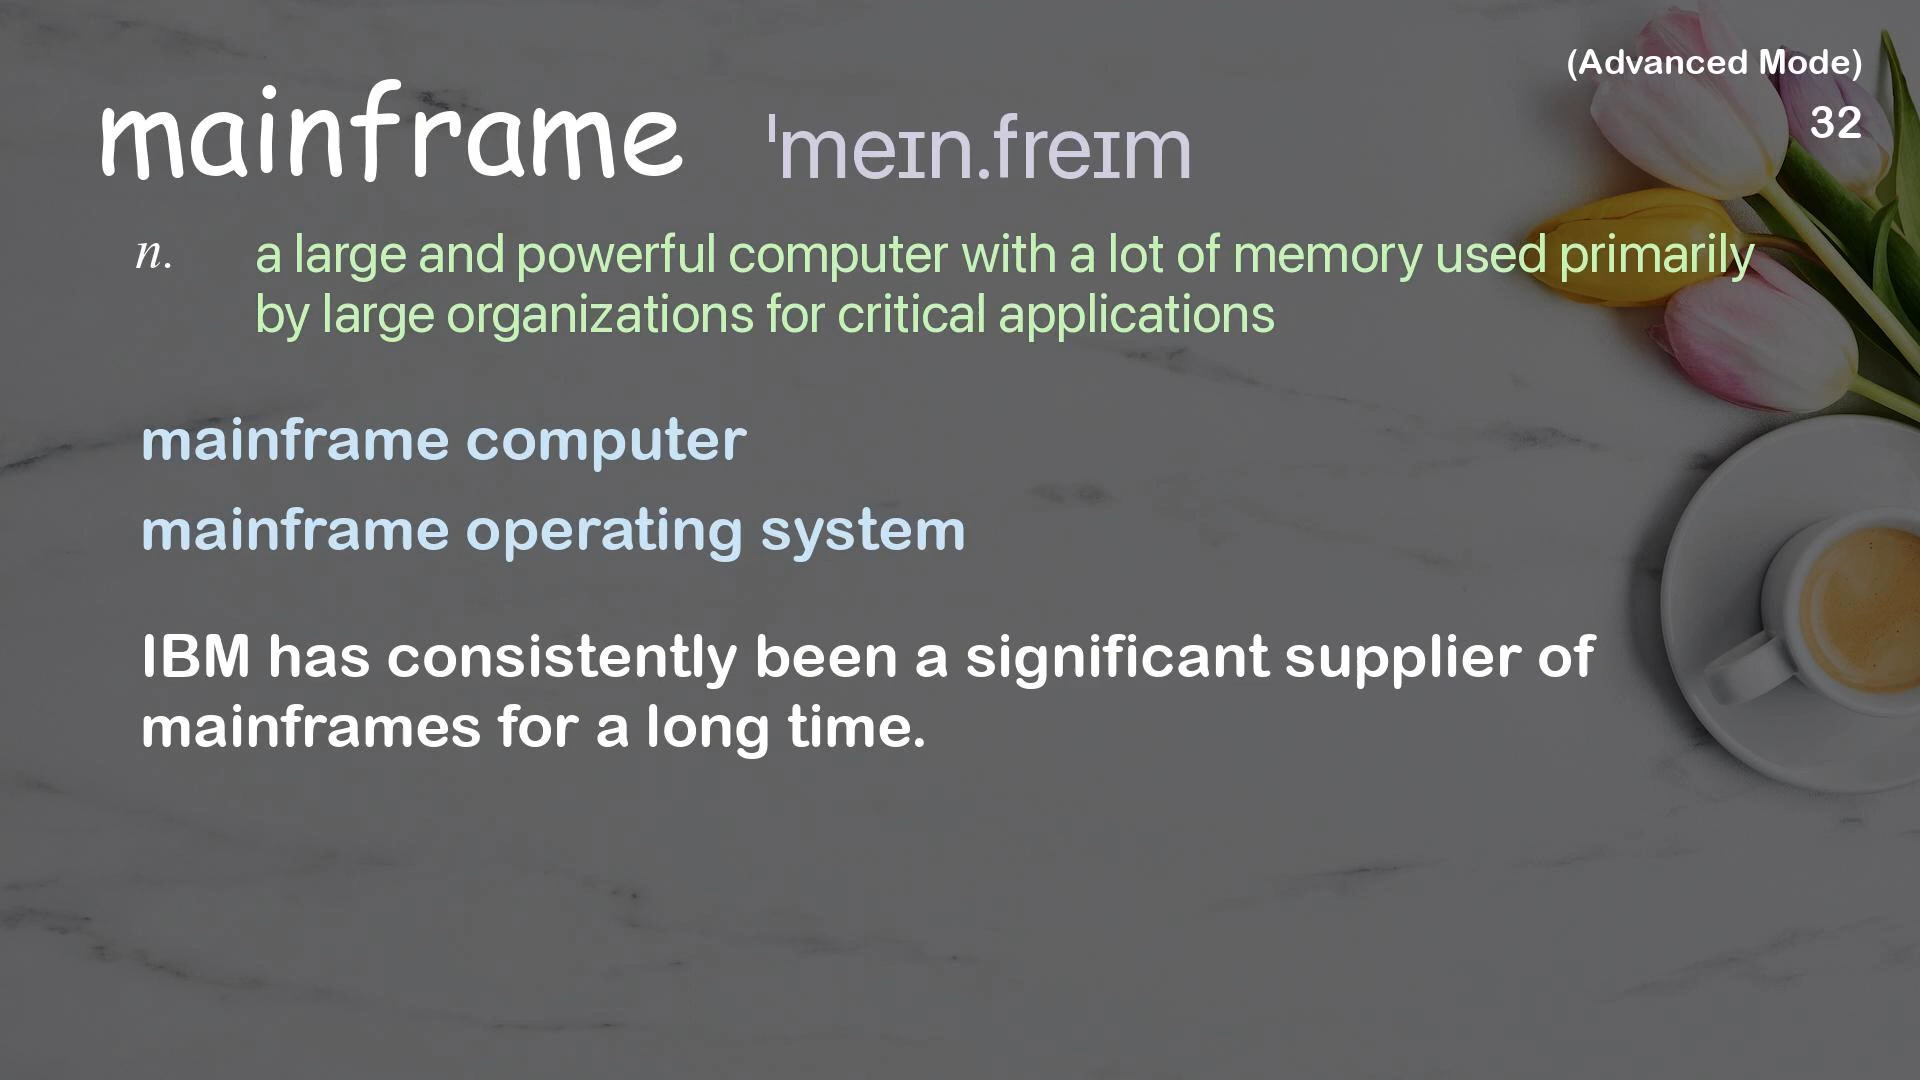 (Advanced Mode)
mainframe ˈmeɪn.freɪm
32
n. a large and powerful computer with a lot of memory used primarily
by large organizations for critical applications
mainframe computer
mainframe operating system
IBM has consistently been a significant supplier of
mainframes for a long time.